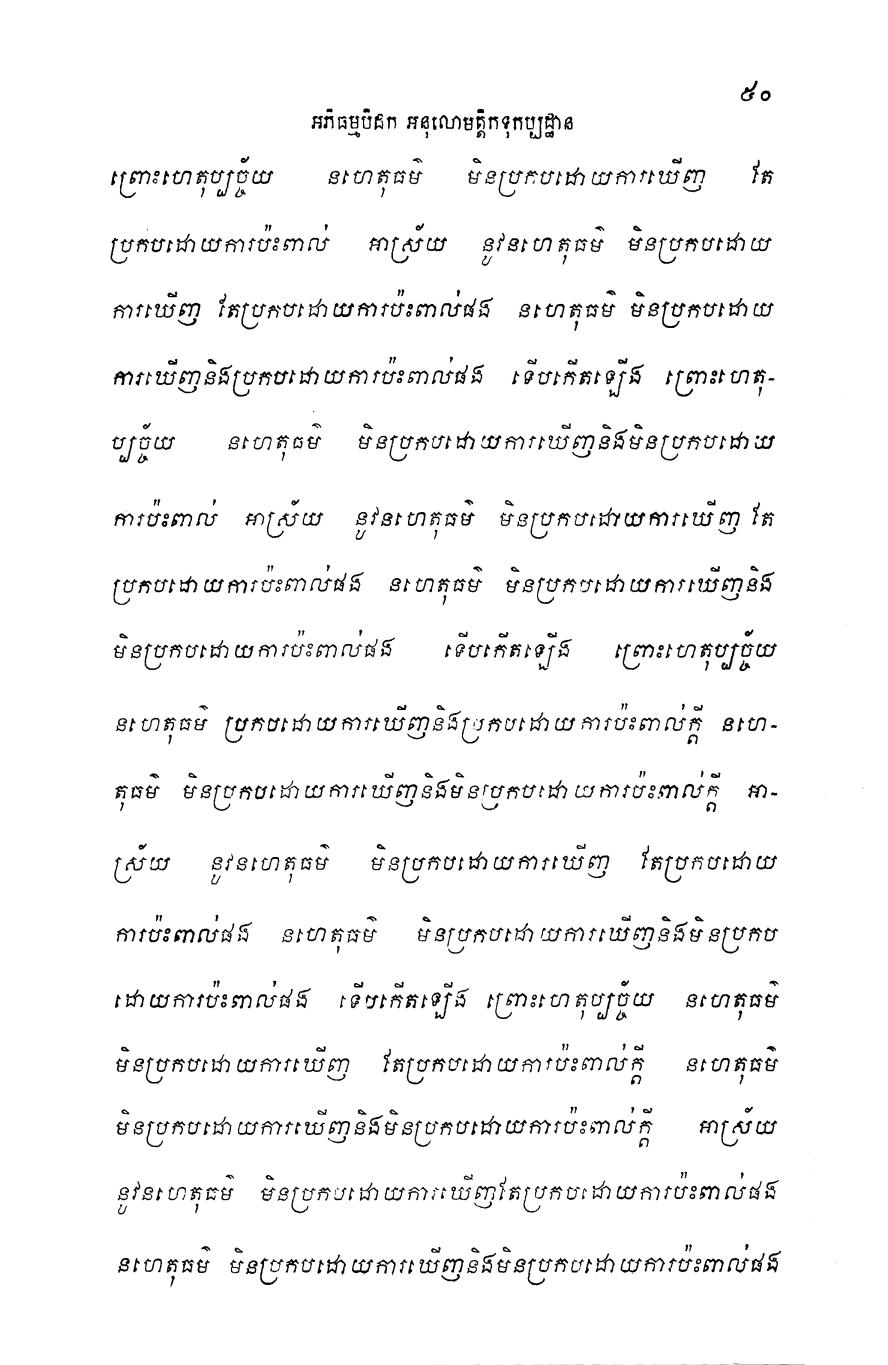 ៥០
អភិធម្មបិដក អនុលោមត្តិកទុកប្បដ្ឋាន
ព្រោះហេតុប្បច្ច័យ នហេតុធម៌ មិនប្រកបដោយការឃើញ តែ
ប្រកបដោយការប៉ះពាល់ អាស្រ័យ នូវនហេតុធម៌ មិនប្រកបដោយ
ការឃើញ តែប្រកបដោយការប៉ះពាល់ផង នហេតុធម៌ មិនប្រកបដោយ
ការឃើញនិងប្រកបដោយការប៉ះពាល់ផង ទើបកើតឡើង ព្រោះហេតុ-
ប្បច្ច័យ នហេតុធម៌ មិនប្រកបដោយការឃើញនិងមិនប្រកបដោយ
ការប៉ះពាល់ អាស្រ័យ នូវនហេតុធម៌ មិនប្រកបដោយការឃើញ តែ
ប្រកបដោយការប៉ះពាល់ផង នហេតុធម៌ មិនប្រកបដោយការឃើញនិង
មិនប្រកបដោយការប៉ះពាល់ផង ទើបកើតឡើង ព្រោះហេតុប្បច្ច័យ
នហេតុធម៌ ប្រកបដោយការឃើញនិងប្រកបដោយការប៉ះពាល់ក្តី នហេ-
តុធម៌ មិនប្រកបដោយការឃើញនិងមិនប្រកបដោយការប៉ះពាល់ក្តី អា-
ស្រ័យ នូវនហេតុធម៌ មិនប្រកបដោយការឃើញ តែប្រកបដោយ
ការប៉ះពាល់ផង នហេតុធម៌ មិនប្រកបដោយការឃើញនិងមិនប្រកប
ដោយការប៉ះពាល់ផង ទើបកើតឡើង ព្រោះហេតុប្បច្ច័យ នហេតុធម៌
មិនប្រកបដោយការឃើញ តែប្រកបដោយការប៉ះពាល់ក្តី នហេតុធម៌
មិនប្រកបដោយការឃើញនិងមិនប្រកបដោយការប៉ះពាល់ក្តី អាស្រ័យ
នូវនហេតុធម៌ មិនប្រកបដោយការឃើញតែប្រកបដោយការប៉ះពាល់ផង
នហេតុធម៌ មិនប្រកបដោយការឃើញនិងមិនប្រកបដោយការប៉ះពាល់ផង